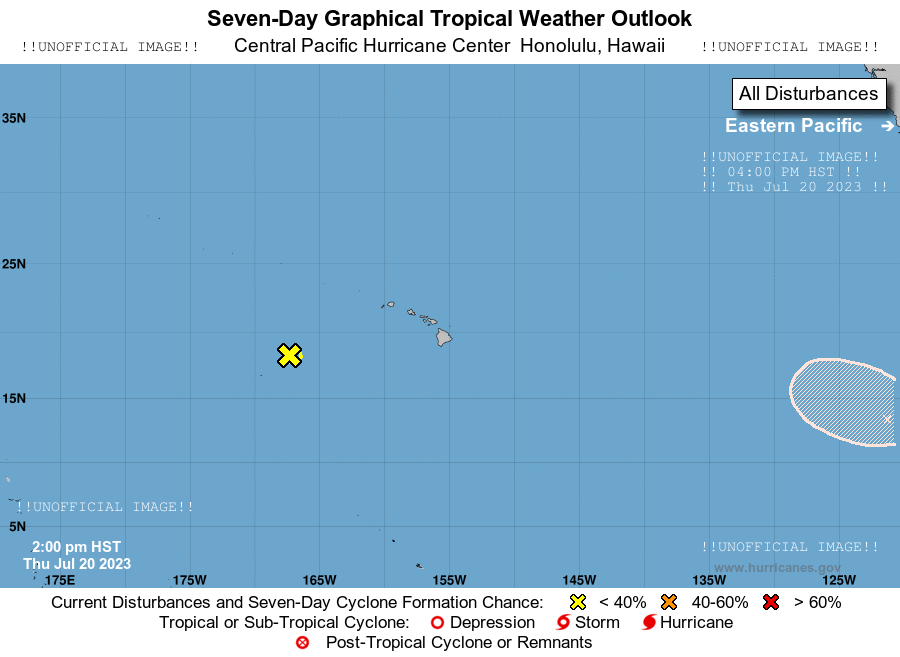 Seven-Day Graphical Tropical Weather Outlook
!!UNOFFICIAL IMAGE!! Central Pacific Hurricane Center Honolulu, Hawaii !!UNOFFICIAL IMAGE!!
All Disturbances
35N
Eastern Pacific ➔
!!UNOFFICIAL IMAGE!!
!! 04:00 PM HST !!
!! Thu Jul 20 2023 !!
25N
15N
!!UNOFFICIAL IMAGE!!
5N
2:00 pm HST
Thu Jul 20 2023
!!UNOFFICIAL IMAGE!!
www.hurricanes.gov
175E 175W 165W 155W 145W 135W 125W
Current Disturbances and Seven-Day Cyclone Formation Chance: < 40% 40-60% > 60%
Tropical or Sub-Tropical Cyclone: Depression Storm Hurricane
Post-Tropical Cyclone or Remnants